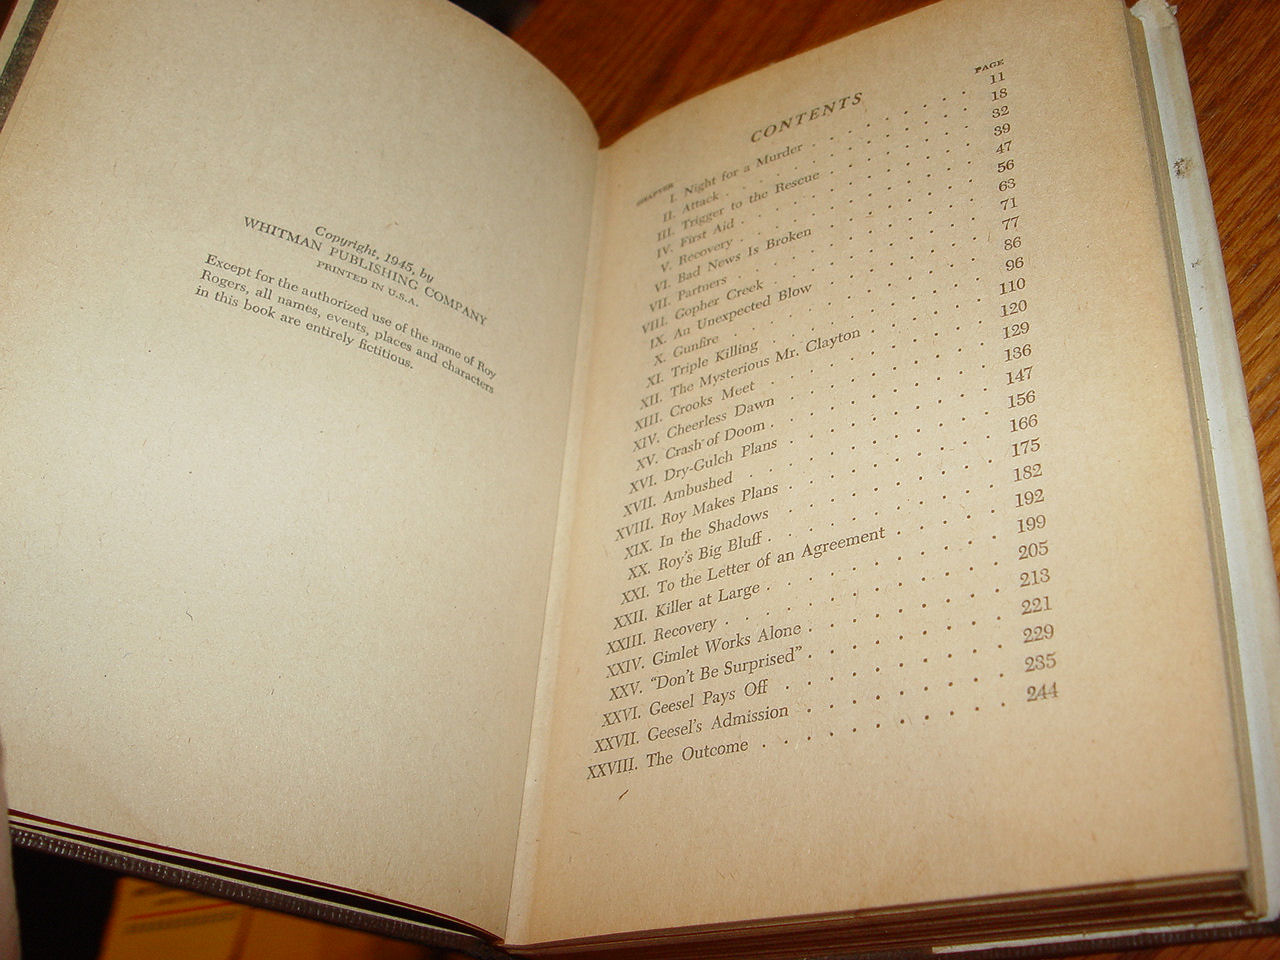 Copyright, 1945, by
WHITMAN PUBLISHING COMPANY
PRINTED IN U.S.A.
Except for the authorized use of the name of Roy
Rogers, all names, events, places and characters
in this book are entirely fictitious.
CONTENTS
CHAPTER PAGE
I. Night for a Murder . . . . . . . 11
II. Attack . . . . . . . . . . 18
III. Trigger to the Rescue . . . . . . . 32
IV. First Aid . . . . . . . . . . 39
V. Recovery . . . . . . . . . . 47
VI. Bad News Is Broken . . . . . . . 56
VII. Partners . . . . . . . . . . 63
VIII. Gopher Creek . . . . . . . . . 71
IX. An Unexpected Blow . . . . . . . 77
X. Gunfire . . . . . . . . . . 86
XI. Triple Killing . . . . . . . . . 96
XII. The Mysterious Mr. Clayton . . . . . . 110
XIII. Crooks Meet . . . . . . . . . 120
XIV. Cheerless Dawn . . . . . . . . 129
XV. Crash of Doom . . . . . . . . . 136
XVI. Dry-Gulch Plans . . . . . . . . 147
XVII. Ambushed . . . . . . . . . 156
XVIII. Roy Makes Plans . . . . . . . . 166
XIX. In the Shadows . . . . . . . . 175
XX. Roy's Big Bluff . . . . . . . . . 182
XXI. To the Letter of an Agreement . . . . . 192
XXII. Killer at Large . . . . . . . . . 199
XXIII. Recovery . . . . . . . . . . 205
XXIV. Gimlet Works Alone . . . . . . . 213
XXV. "Don't Be Surprised" . . . . . . . 221
XXVI. Geesel Pays Off . . . . . . . . 229
XXVII. Geesel's Admission . . . . . . . . 235
XXVIII. The Outcome . . . . . . . . . 244